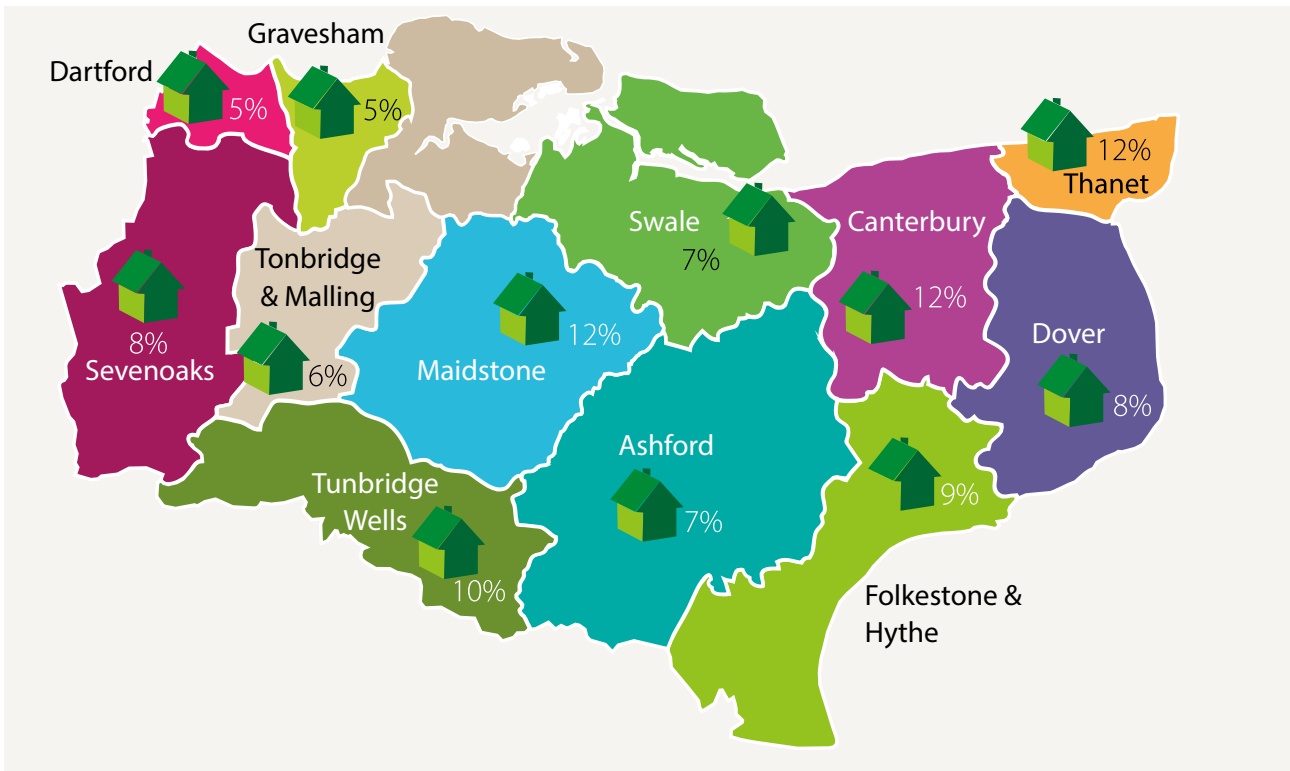 Gravesham
Dartford
5%
5%
12%
Thanet
Swale
7%
Canterbury
12%
Tonbridge
& Malling
6%
8%
Sevenoaks
12%
Maidstone
Dover
8%
Ashford
7%
Tunbridge
Wells
10%
9%
Folkestone &
Hythe